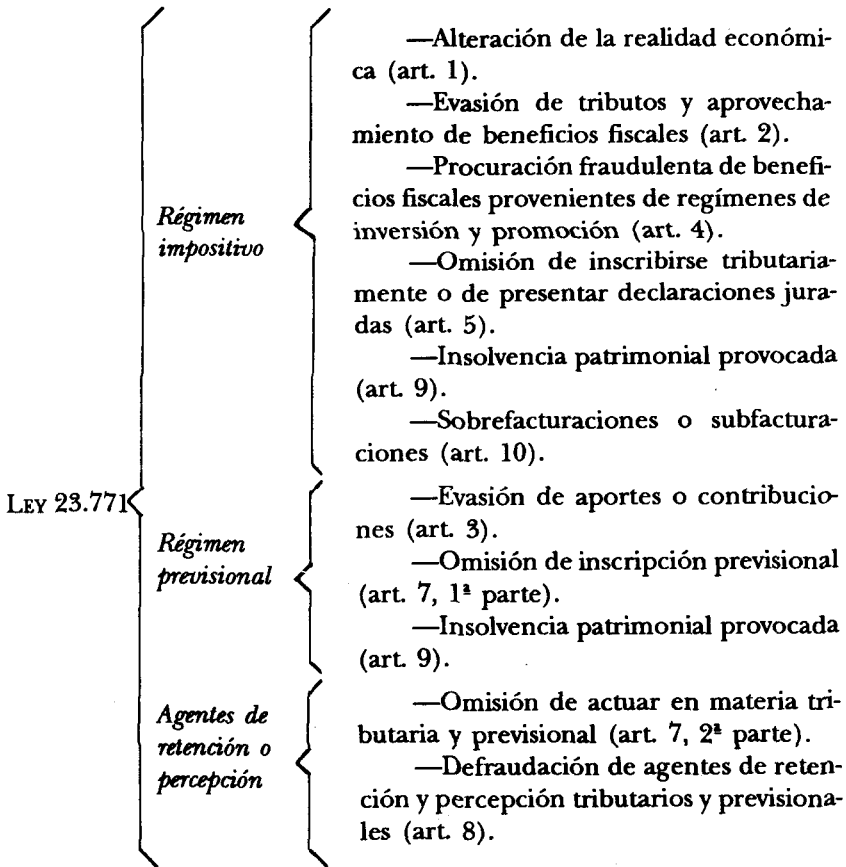 LEY 23.771
Régimen
impositivo
—Alteración de la realidad económi-
ca (art. 1).
—Evasión de tributos y aprovecha-
miento de beneficios fiscales (art. 2).
—Procuración fraudulenta de benefi-
cios fiscales provenientes de regímenes de
inversión y promoción (art. 4).
—Omisión de inscribirse tributaria-
mente o de presentar declaraciones jura-
das (art. 5).
—Insolvencia patrimonial provocada
(art. 9).
—Sobrefacturaciones o subfactura-
ciones (art. 10).
Régimen
previsional
—Evasión de aportes o contribucio-
nes (art. 3).
—Omisión de inscripción previsional
(art. 7, 1ª parte).
—Insolvencia patrimonial provocada
(art. 9).
Agentes de
retención o
percepción
—Omisión de actuar en materia tri-
butaria y previsional (art. 7, 2ª parte).
—Defraudación de agentes de reten-
ción y percepción tributarios y previsiona-
les (art. 8).